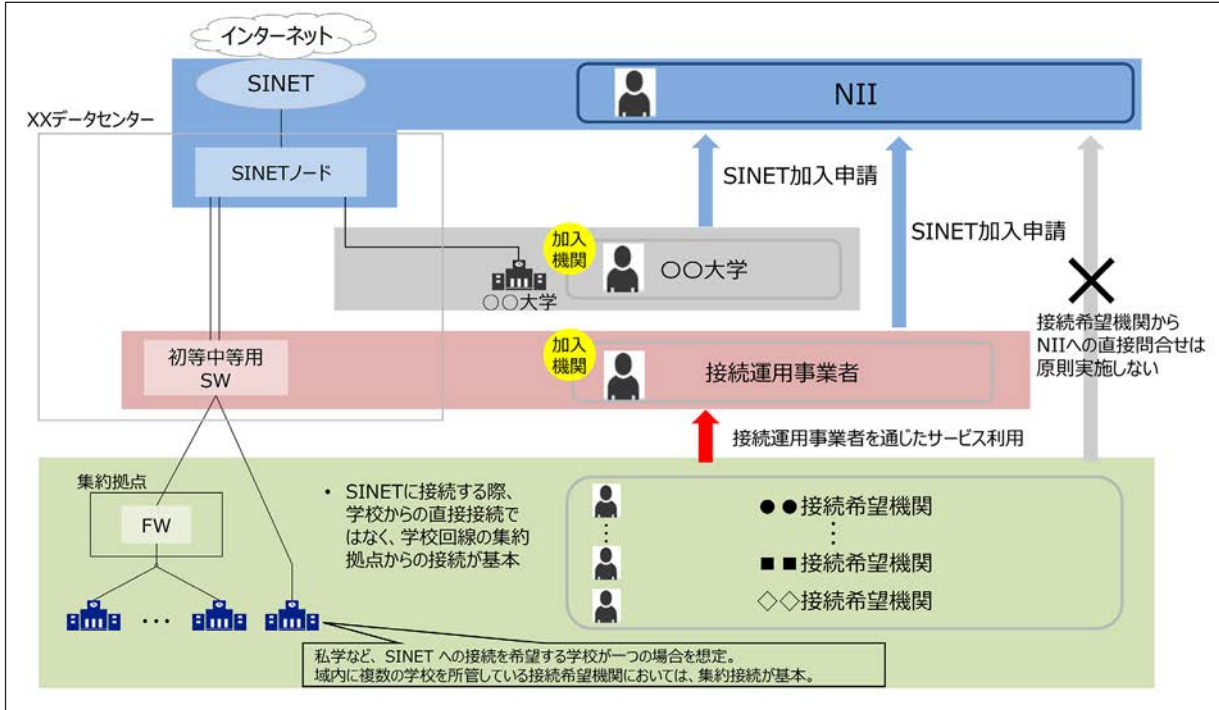 インターネット
SINET
NII
XXデータセンター
SINETノード
SINET加入申請
SINET加入申請
加入
機関
○○大学
○○大学
接続希望機関から
NIIへの直接問合せは
原則実施しない
初等中等用
SW
加入
機関
接続運用事業者
接続運用事業者を通じたサービス利用
集約拠点
FW
・ SINETに接続する際、
学校からの直接接続で
はなく、学校回線の集約
拠点からの接続が基本
●●接続希望機関
⋮
■■接続希望機関
◇◇接続希望機関
…
私学など、SINET への接続を希望する学校が一つの場合を想定。
域内に複数の学校を所管している接続希望機関においては、集約接続が基本。